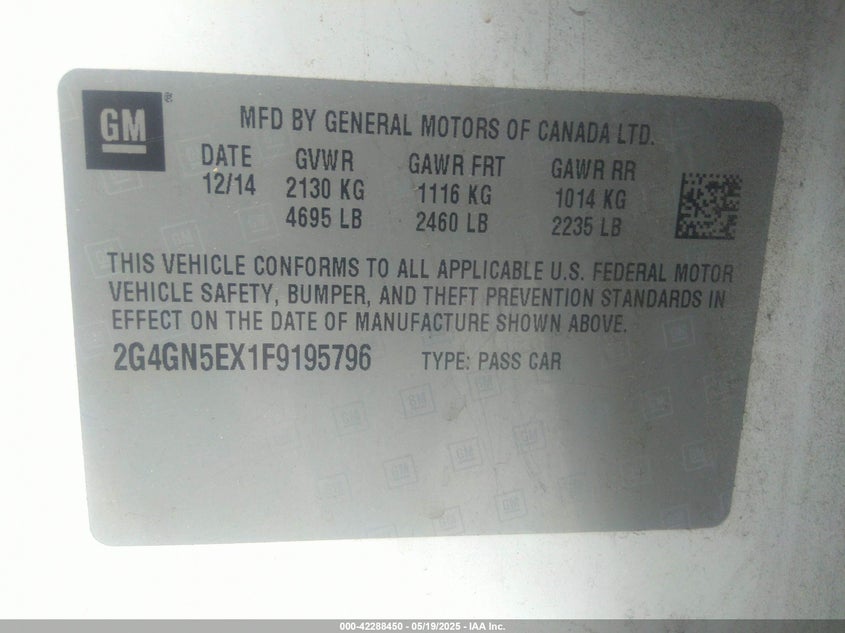 GM
MFD BY GENERAL MOTORS OF CANADA LTD.
DATE GVWR GAWR FRT GAWR RR
12/14 2130 KG 1116 KG 1014 KG
4695 LB 2460 LB 2235 LB
THIS VEHICLE CONFORMS TO ALL APPLICABLE U.S. FEDERAL MOTOR
VEHICLE SAFETY, BUMPER, AND THEFT PREVENTION STANDARDS IN
EFFECT ON THE DATE OF MANUFACTURE SHOWN ABOVE.
2G4GN5EX1F9195796 TYPE: PASS CAR
000-42288450 - 05/19/2025 - IAA Inc.